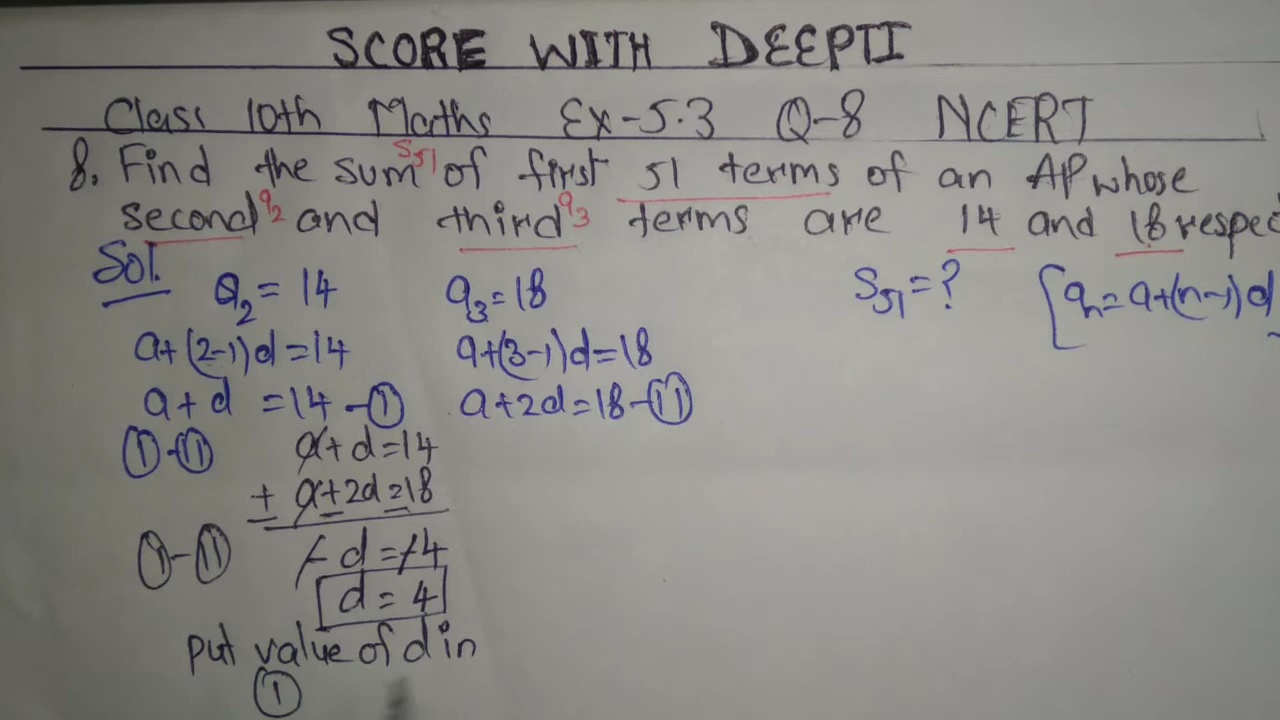 SCORE WITH DEEPTI
Class 10th Maths Ex-5.3 Q-8 NCERT
S51
8. Find the sum of first 51 terms of an AP whose
second a2 and third a3 terms are 14 and 18 respec
Sol.
a2 = 14 a3 = 18 S51 = ? [an = a+(n-1)d
a+(2-1)d = 14 a+(3-1)d = 18
a+d = 14 - I a+2d = 18 - II
I - II a+d = 14
+ a+2d = 18
I - II - d = -4
d = 4
put value of d in
I